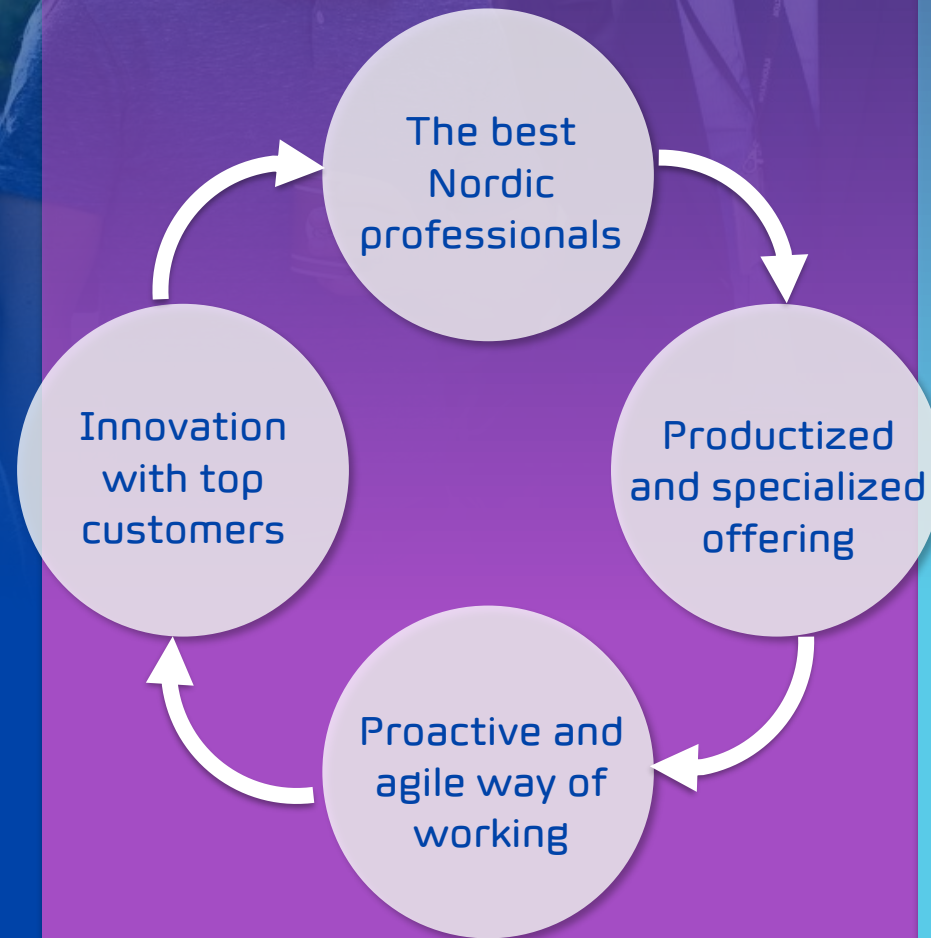 The best
Nordic
professionals
Productized
and specialized
offering
Proactive and
agile way of
working
Innovation
with top
customers